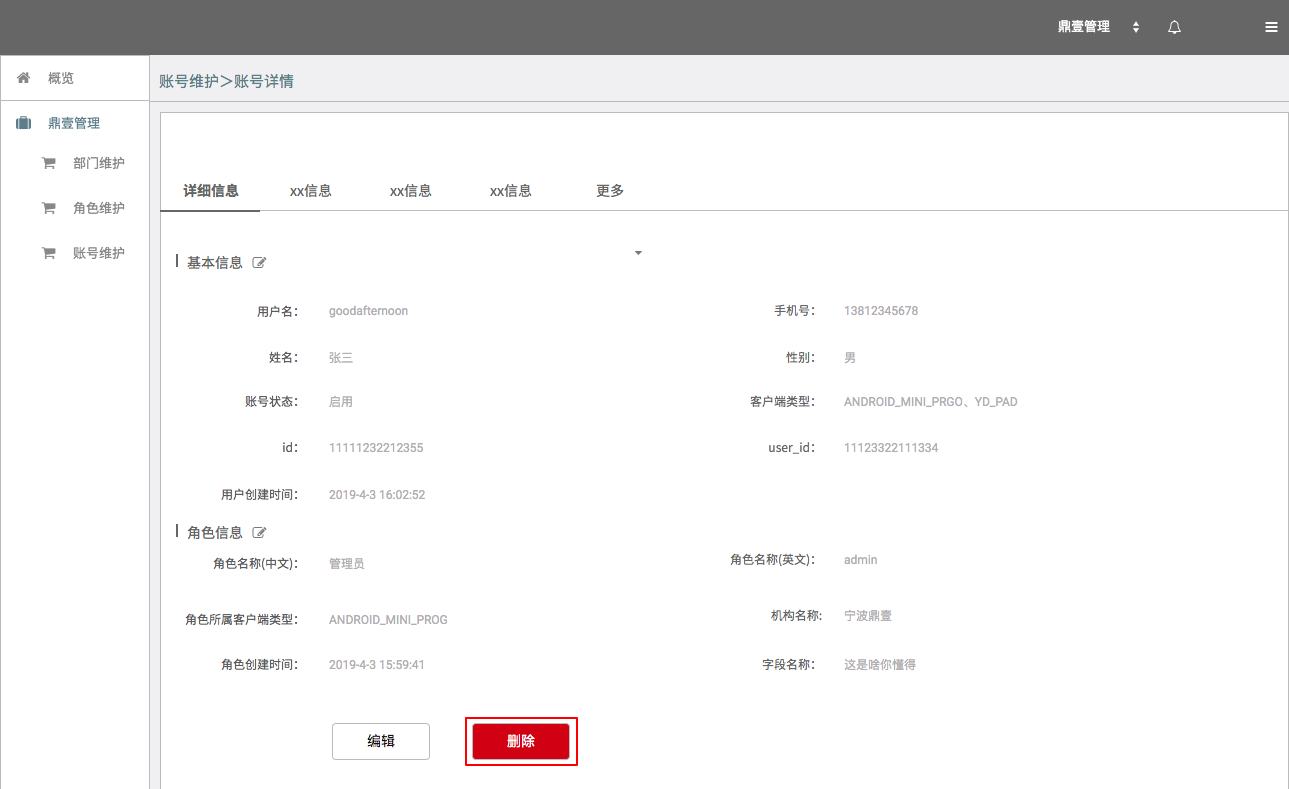 鼎壹管理
概览
账号维护＞账号详情
鼎壹管理
部门维护
角色维护
账号维护
详细信息 xx信息 xx信息 xx信息 更多
基本信息
用户名： goodafternoon 手机号： 13812345678
姓名： 张三 性别： 男
账号状态： 启用 客户端类型： ANDROID_MINI_PRGO、YD_PAD
id： 11111232212355 user_id： 11123322111334
用户创建时间： 2019-4-3 16:02:52
角色信息
角色名称(中文)： 管理员 角色名称(英文)： admin
角色所属客户端类型： ANDROID_MINI_PROG 机构名称: 宁波鼎壹
角色创建时间： 2019-4-3 15:59:41 字段名称： 这是啥你懂得
编辑 删除